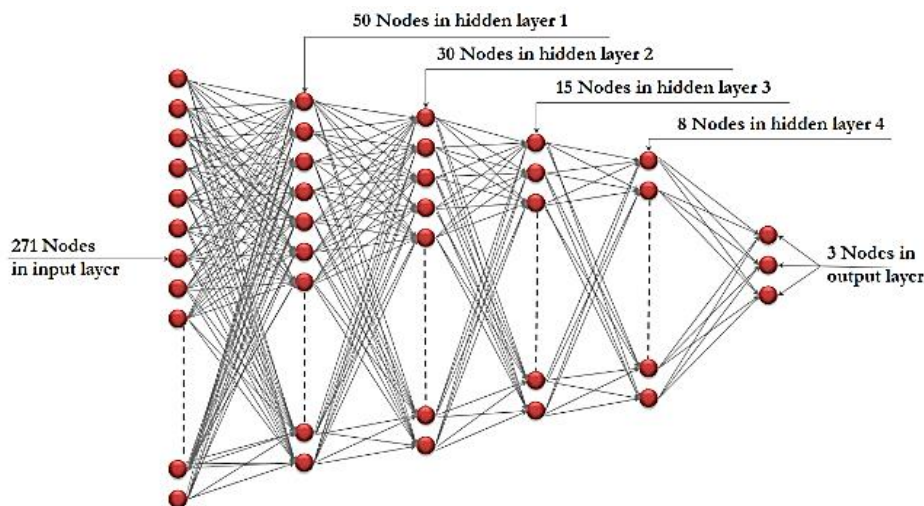 50 Nodes in hidden layer 1
30 Nodes in hidden layer 2
15 Nodes in hidden layer 3
8 Nodes in hidden layer 4
271 Nodes
in input layer
3 Nodes in
output layer